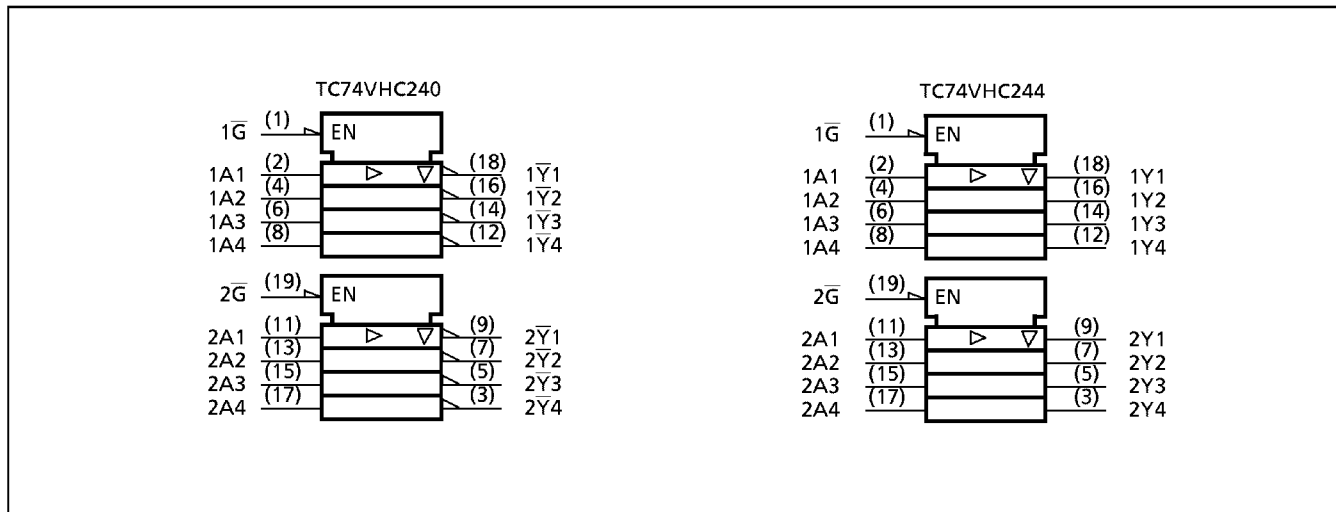 TC74VHC240
1G̅ (1) EN
1A1 (2) (18) 1Y̅1
1A2 (4) (16) 1Y̅2
1A3 (6) (14) 1Y̅3
1A4 (8) (12) 1Y̅4
2G̅ (19) EN
2A1 (11) (9) 2Y̅1
2A2 (13) (7) 2Y̅2
2A3 (15) (5) 2Y̅3
2A4 (17) (3) 2Y̅4
TC74VHC244
1G̅ (1) EN
1A1 (2) (18) 1Y1
1A2 (4) (16) 1Y2
1A3 (6) (14) 1Y3
1A4 (8) (12) 1Y4
2G̅ (19) EN
2A1 (11) (9) 2Y1
2A2 (13) (7) 2Y2
2A3 (15) (5) 2Y3
2A4 (17) (3) 2Y4